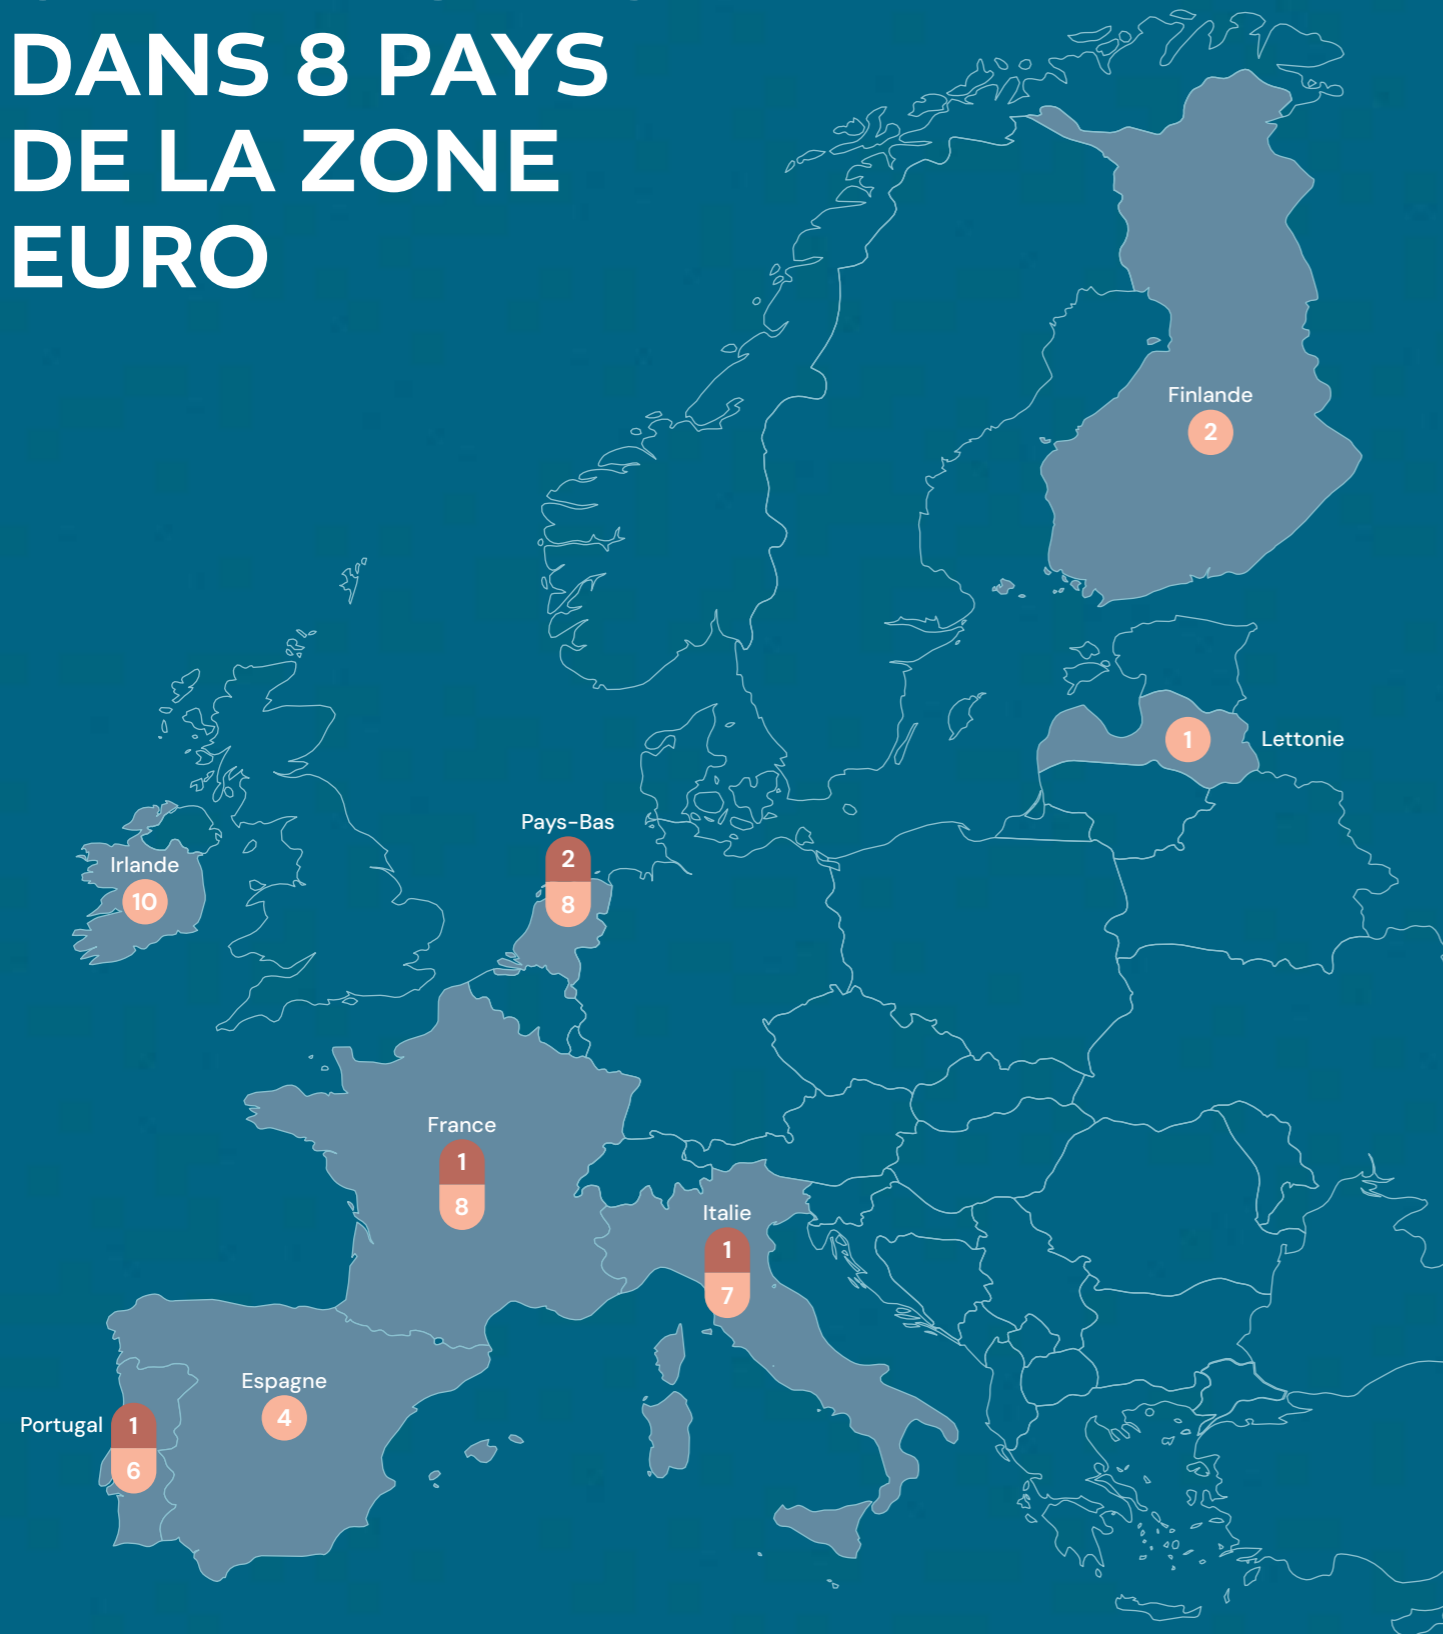 DANS 8 PAYS
DE LA ZONE
EURO
Finlande
2
1
Lettonie
Pays-Bas
2
8
Irlande
10
France
1
8
Italie
1
7
Espagne
4
Portugal
1
6